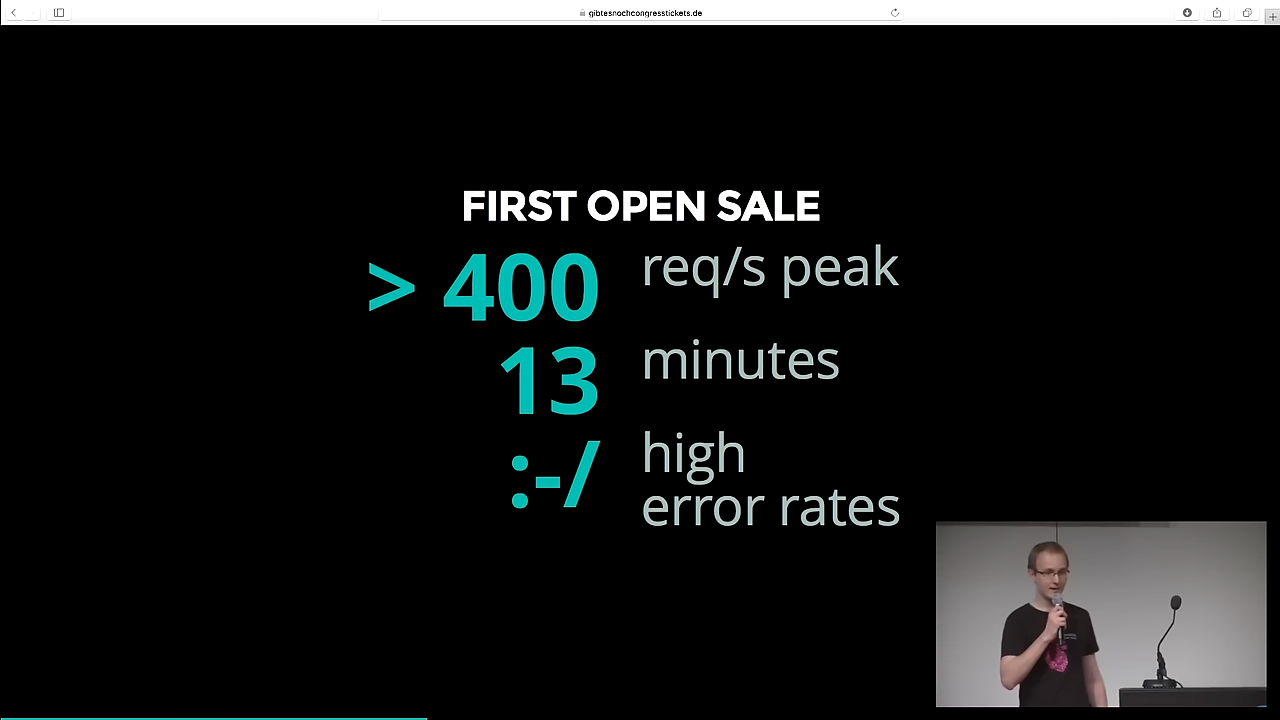 gibtesnochcongresstickets.de
FIRST OPEN SALE
> 400 req/s peak
13 minutes
:-/ high
error rates